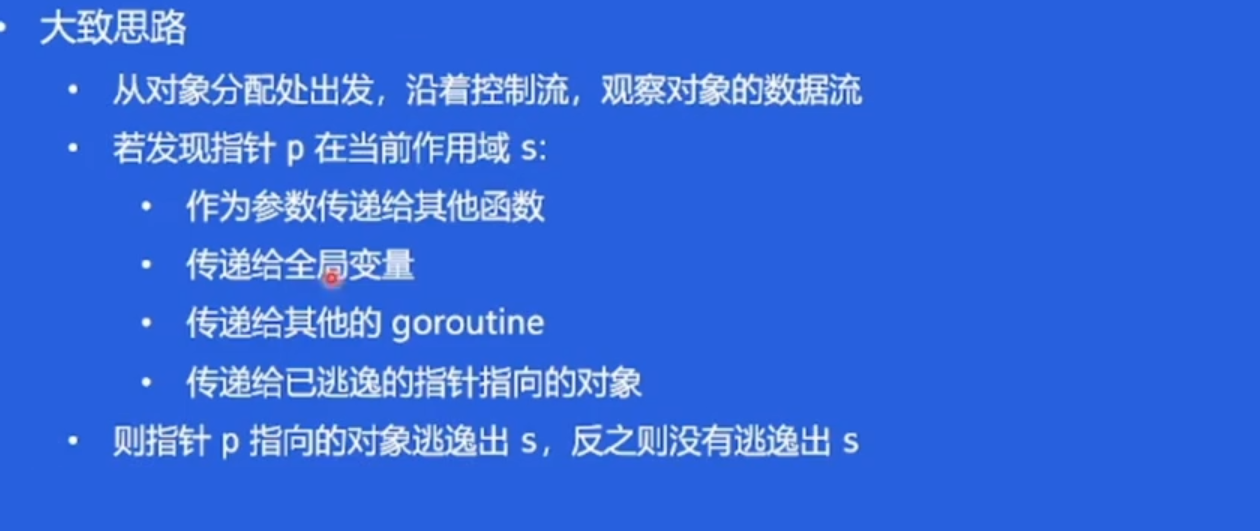 大致思路
从对象分配处出发，沿着控制流，观察对象的数据流
若发现指针 p 在当前作用域 s:
作为参数传递给其他函数
传递给全局变量
传递给其他的 goroutine
传递给已逃逸的指针指向的对象
则指针 p 指向的对象逃逸出 s，反之则没有逃逸出 s